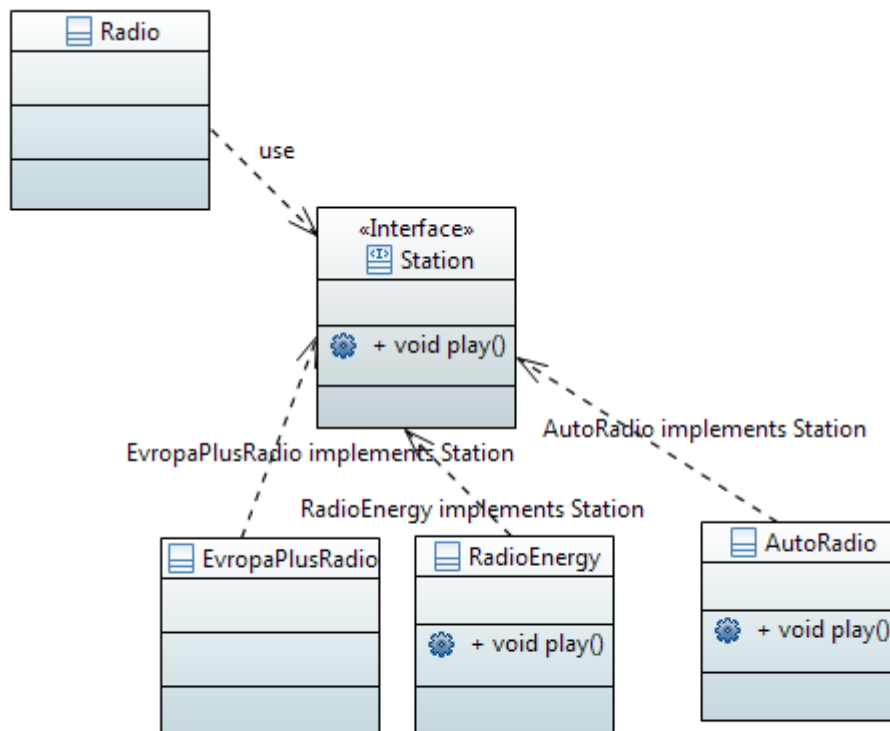 Radio
use
«Interface»
Station
+ void play()
AutoRadio implements Station
EvropaPlusRadio implements Station
RadioEnergy implements Station
EvropaPlusRadio
RadioEnergy
AutoRadio
+ void play()
+ void play()